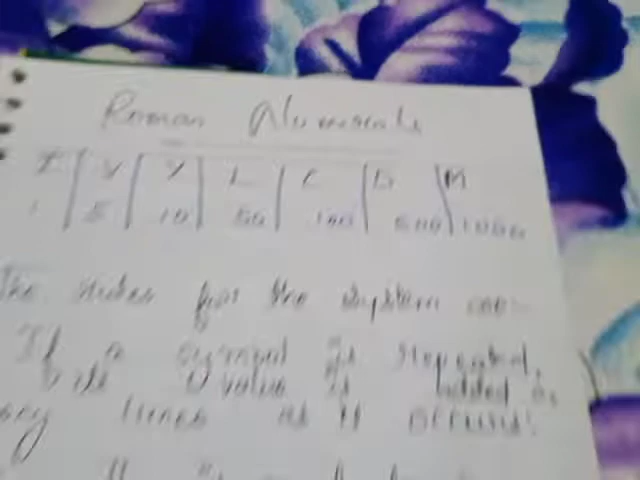 Roman Numerals
I V X L C D M
1 5 10 50 100 500 1000
The rules for the system are:-
If a symbol is repeated,
its value is added as
many times as it occurs.